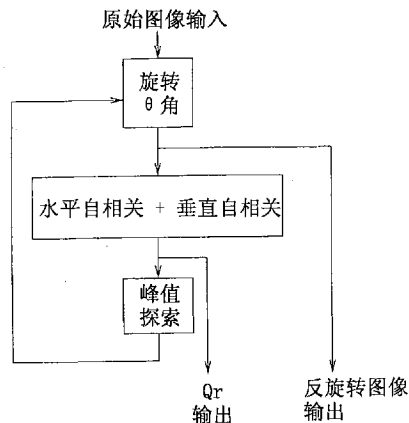 原始图像输入
旋转
θ角
水平自相关 + 垂直自相关
峰值
探索
Qr
输出
反旋转图像
输出